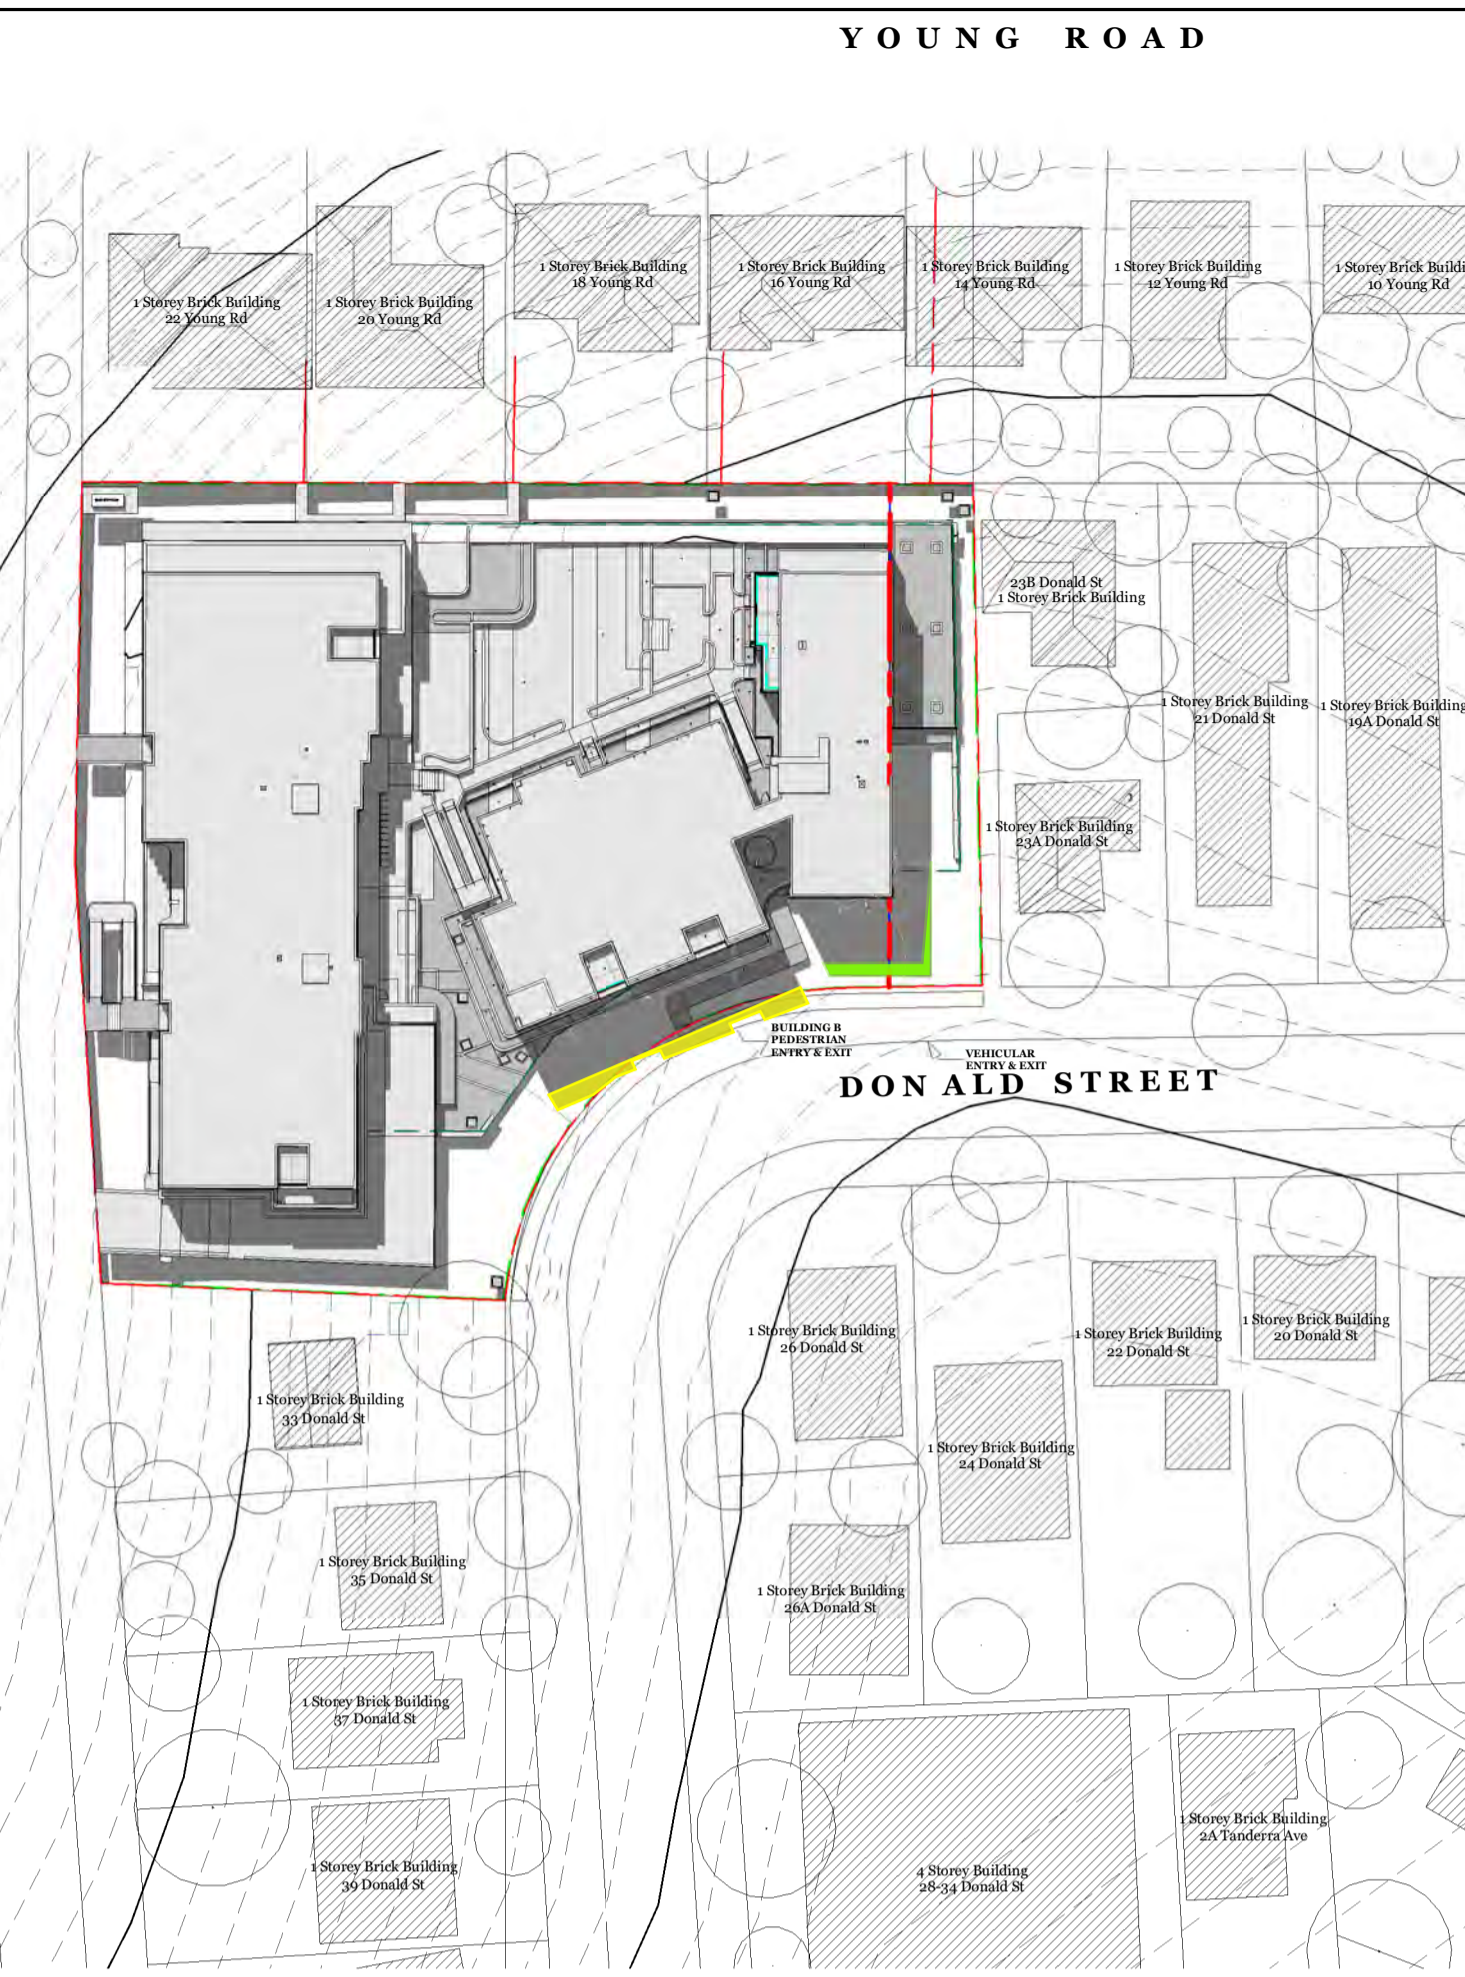 YOUNG ROAD
1 Storey Brick Building
18 Young Rd
1 Storey Brick Building
16 Young Rd
1 Storey Brick Building
14 Young Rd
1 Storey Brick Building
12 Young Rd
1 Storey Brick Buildi
10 Young Rd
1 Storey Brick Building
22 Young Rd
1 Storey Brick Building
20 Young Rd
23B Donald St
1 Storey Brick Building
1 Storey Brick Building
21 Donald St
1 Storey Brick Building
19A Donald St
1 Storey Brick Building
23A Donald St
BUILDING B
PEDESTRIAN
ENTRY & EXIT
VEHICULAR
ENTRY & EXIT
DONALD STREET
1 Storey Brick Building
26 Donald St
1 Storey Brick Building
22 Donald St
1 Storey Brick Building
20 Donald St
1 Storey Brick Building
33 Donald St
1 Storey Brick Building
24 Donald St
1 Storey Brick Building
35 Donald St
1 Storey Brick Building
26A Donald St
1 Storey Brick Building
37 Donald St
1 Storey Brick Building
39 Donald St
4 Storey Building
28-34 Donald St
1 Storey Brick Building
2A Tanderra Ave